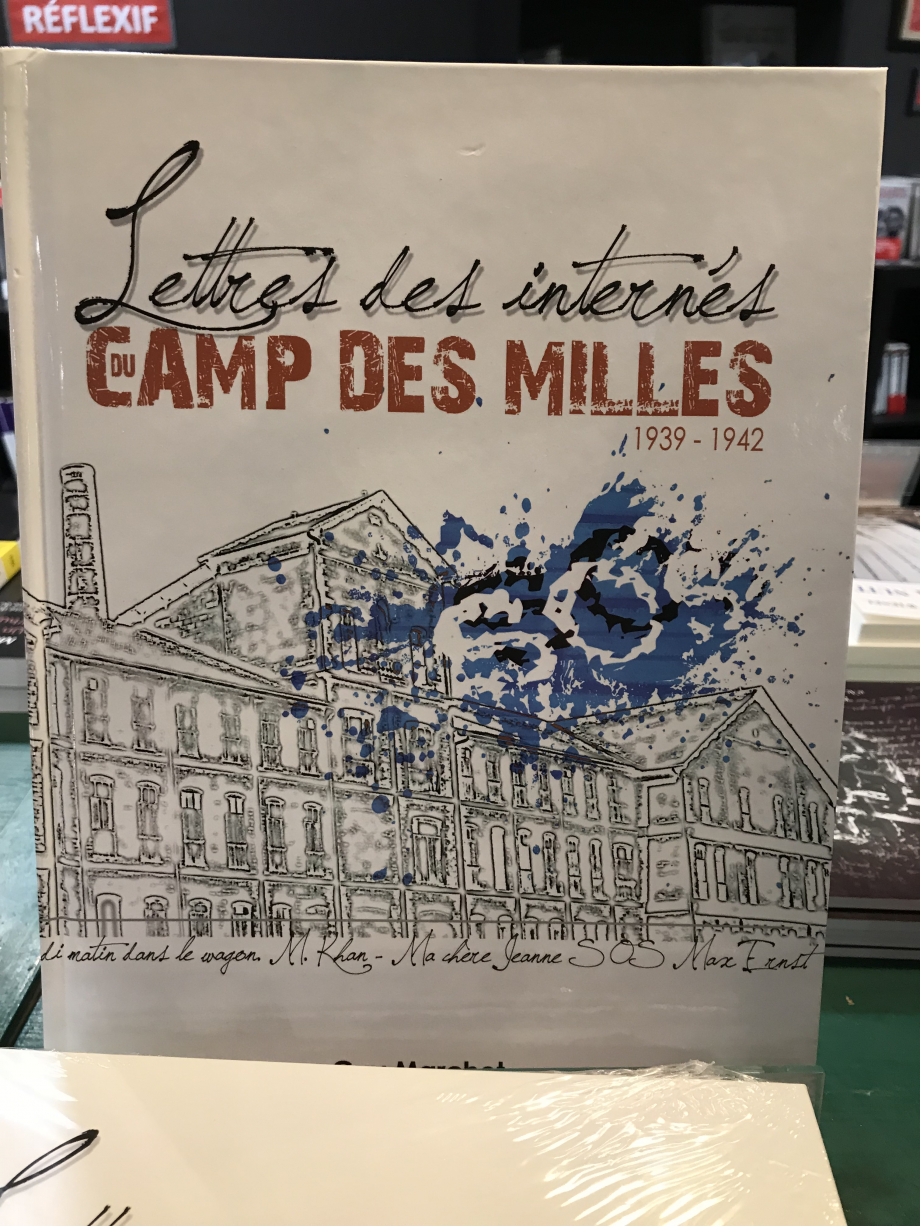 RÉFLEXIF
Lettres des internés
DU CAMP DES MILLES
1939 - 1942
di matin dans le wagon. M. Khan - Ma chère Jeanne SOS Max Ernst